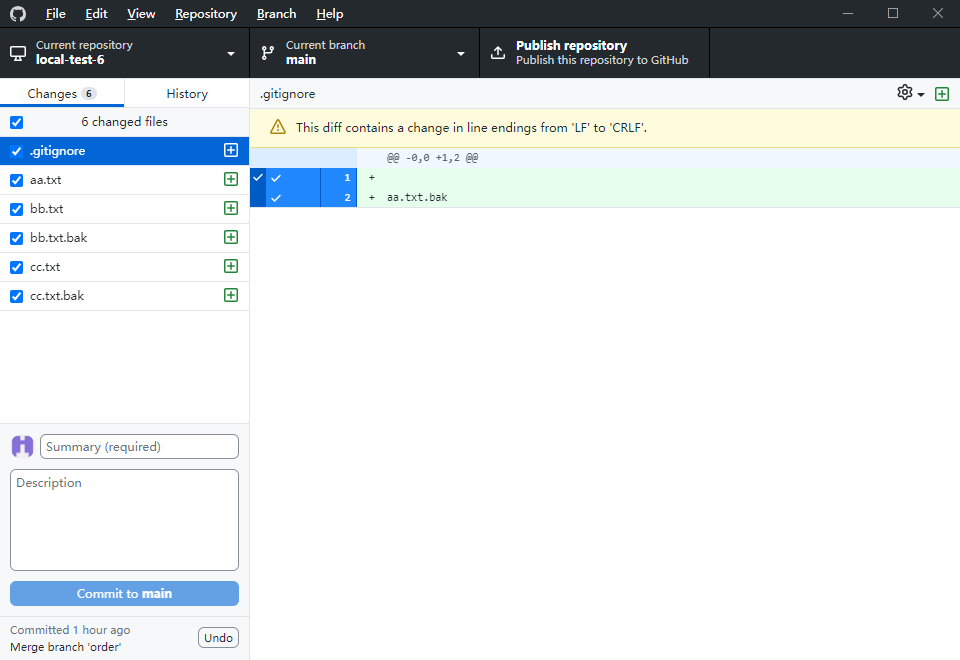 File Edit View Repository Branch Help
Current repository
local-test-6
Current branch
main
Publish repository
Publish this repository to GitHub
Changes 6
History
6 changed files
.gitignore
aa.txt
bb.txt
bb.txt.bak
cc.txt
cc.txt.bak
Summary (required)
Description
Commit to main
Committed 1 hour ago
Merge branch 'order'
Undo
.gitignore
This diff contains a change in line endings from 'LF' to 'CRLF'.
@@ -0,0 +1,2 @@
1 +
2 + aa.txt.bak